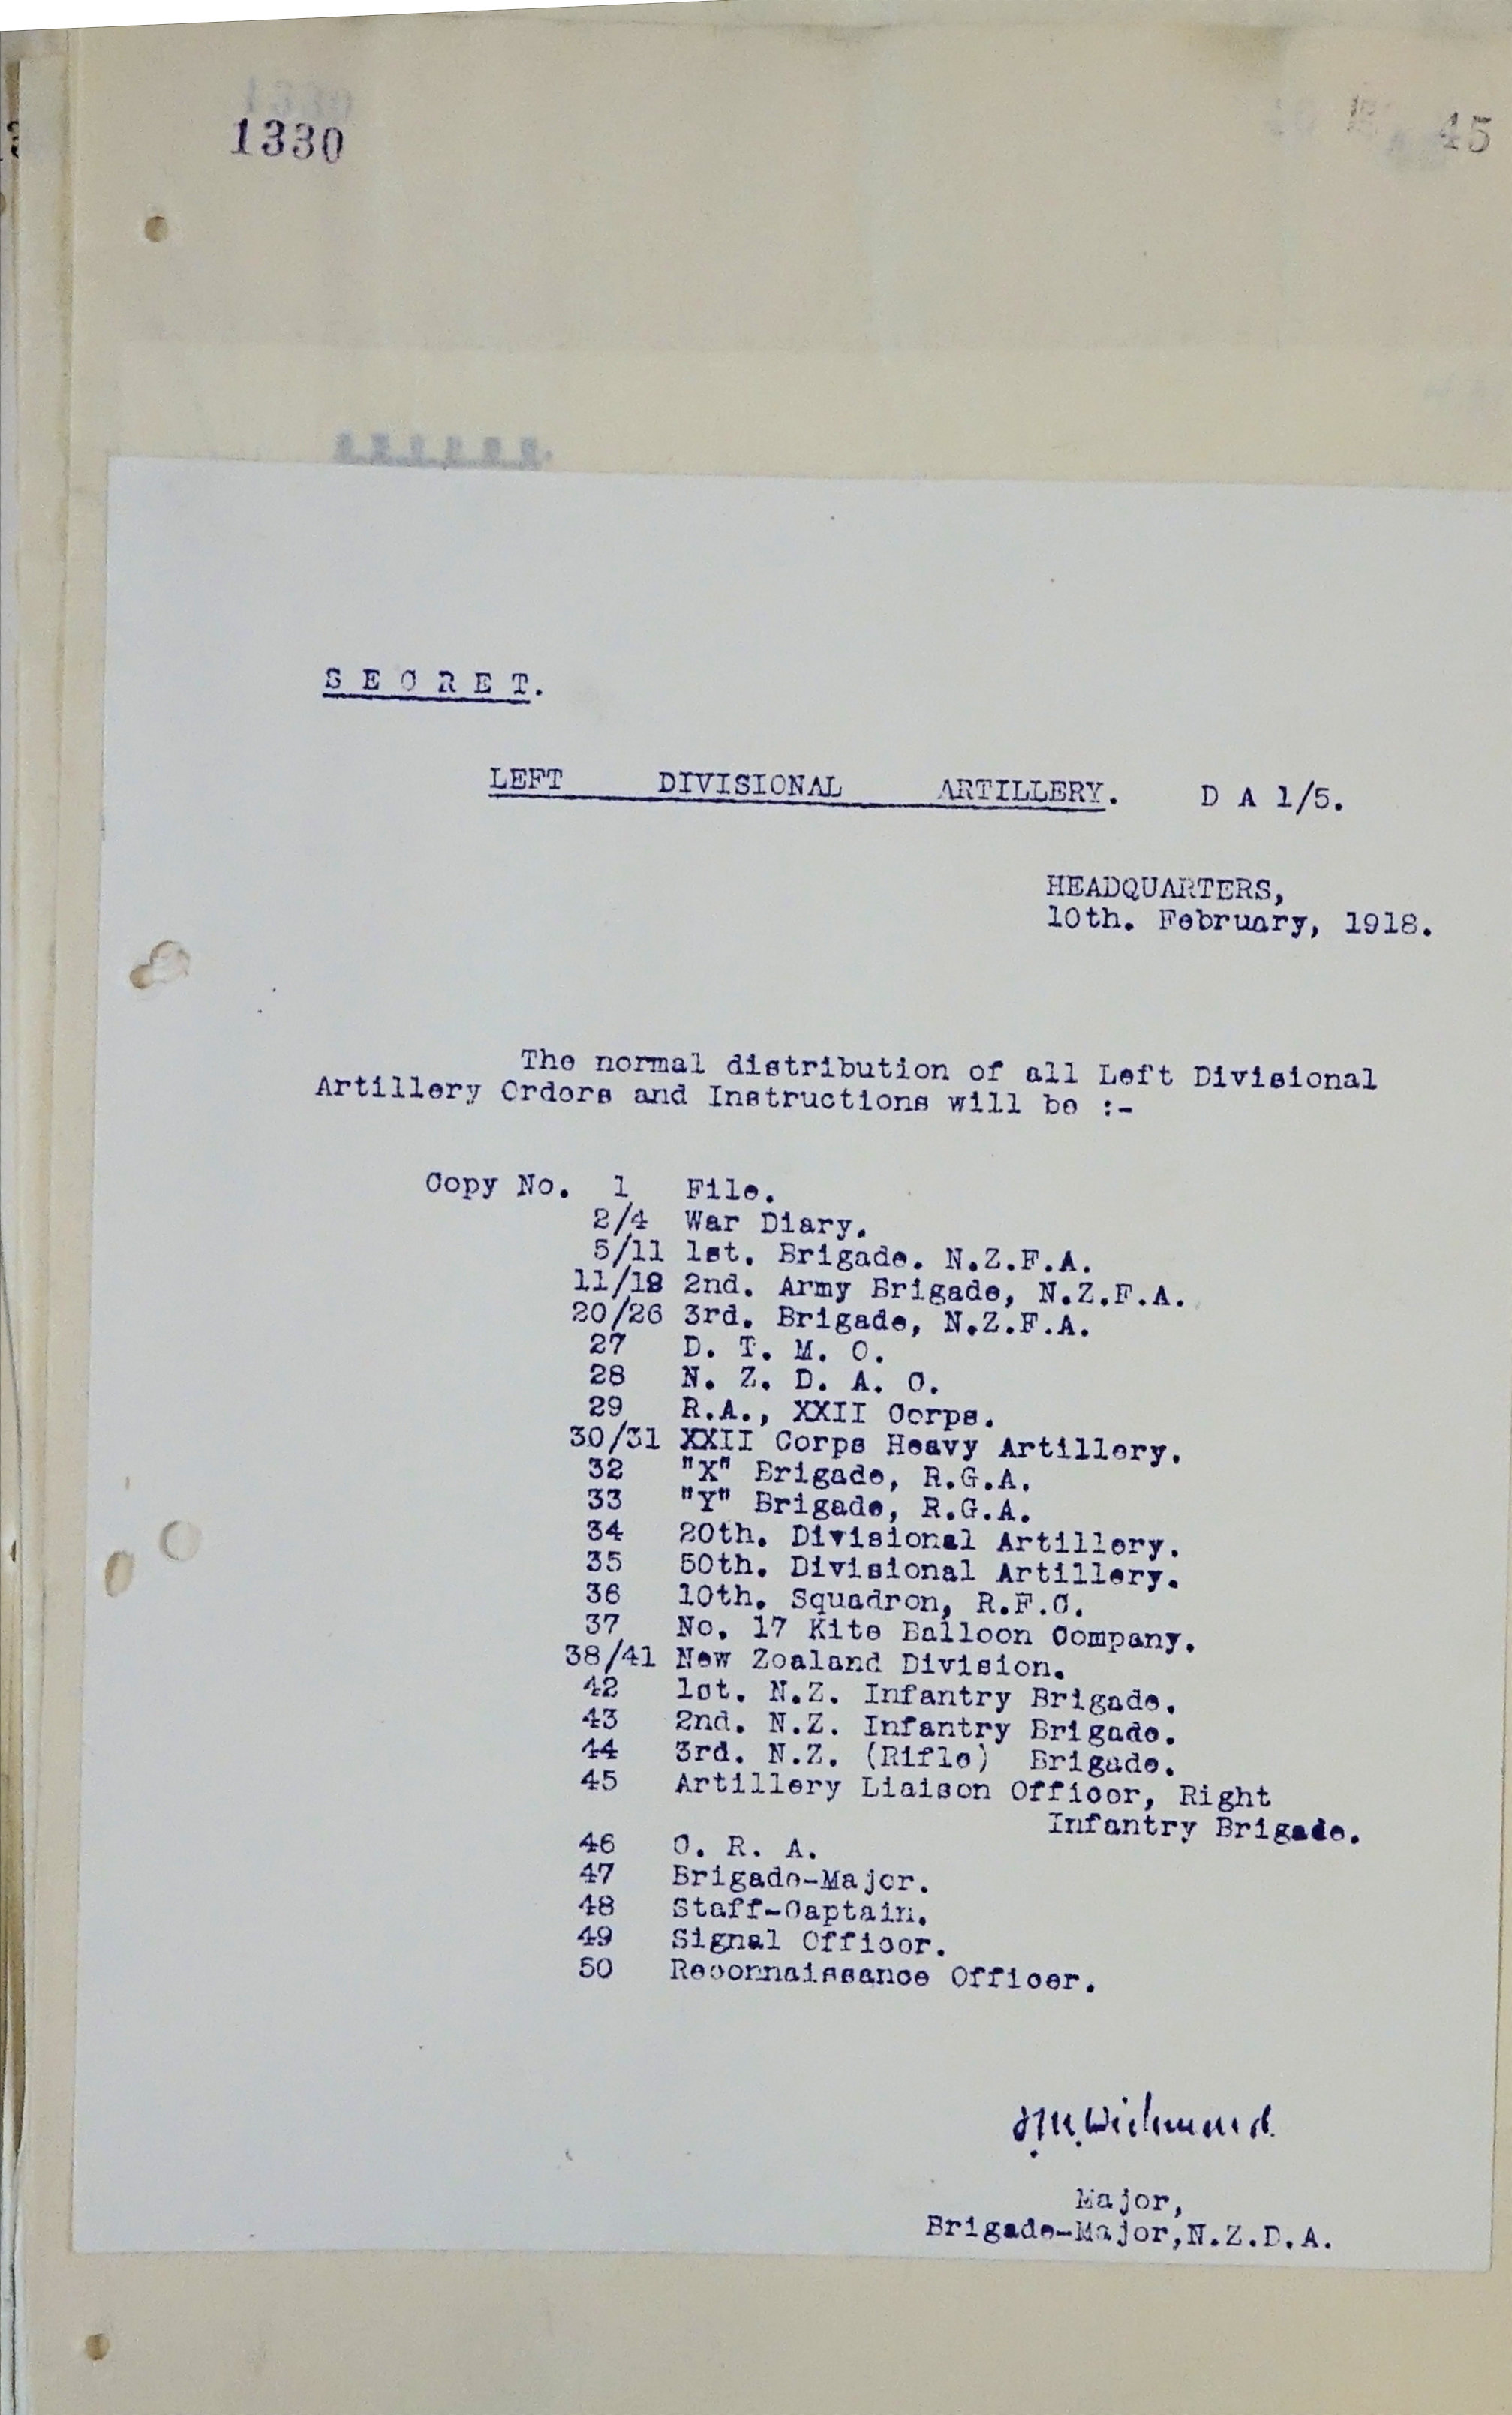 1330
45
S E C R E T.
LEFT DIVISIONAL ARTILLERY. D A 1/5.
HEADQUARTERS,
10th. February, 1918.
The normal distribution of all Left Divisional
Artillery Orders and Instructions will be :-
Copy No. 1 File.
2/4 War Diary.
5/11 1st. Brigade. N.Z.F.A.
11/19 2nd. Army Brigade, N.Z.F.A.
20/26 3rd. Brigade, N.Z.F.A.
27 D. T. M. O.
28 N. Z. D. A. C.
29 R.A., XXII Corps.
30/31 XXII Corps Heavy Artillery.
32 "X" Brigade, R.G.A.
33 "Y" Brigade, R.G.A.
34 20th. Divisional Artillery.
35 50th. Divisional Artillery.
36 10th. Squadron, R.F.C.
37 No. 17 Kite Balloon Company.
38/41 New Zealand Division.
42 1st. N.Z. Infantry Brigade.
43 2nd. N.Z. Infantry Brigade.
44 3rd. N.Z. (Rifle) Brigade.
45 Artillery Liaison Officer, Right
Infantry Brigade.
46 C. R. A.
47 Brigade-Major.
48 Staff-Captain.
49 Signal Officer.
50 Reconnaissance Officer.
Major,
Brigade-Major,N.Z.D.A.